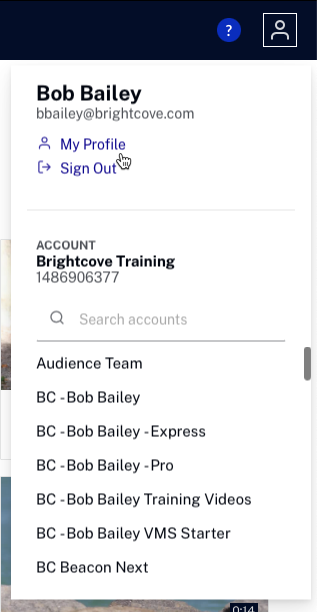 ?
Bob Bailey
bbailey@brightcove.com
My Profile
Sign Out
ACCOUNT
Brightcove Training
1486906377
Search accounts
Audience Team
BC - Bob Bailey
BC - Bob Bailey - Express
BC - Bob Bailey - Pro
BC - Bob Bailey Training Videos
BC - Bob Bailey VMS Starter
BC Beacon Next
0:14